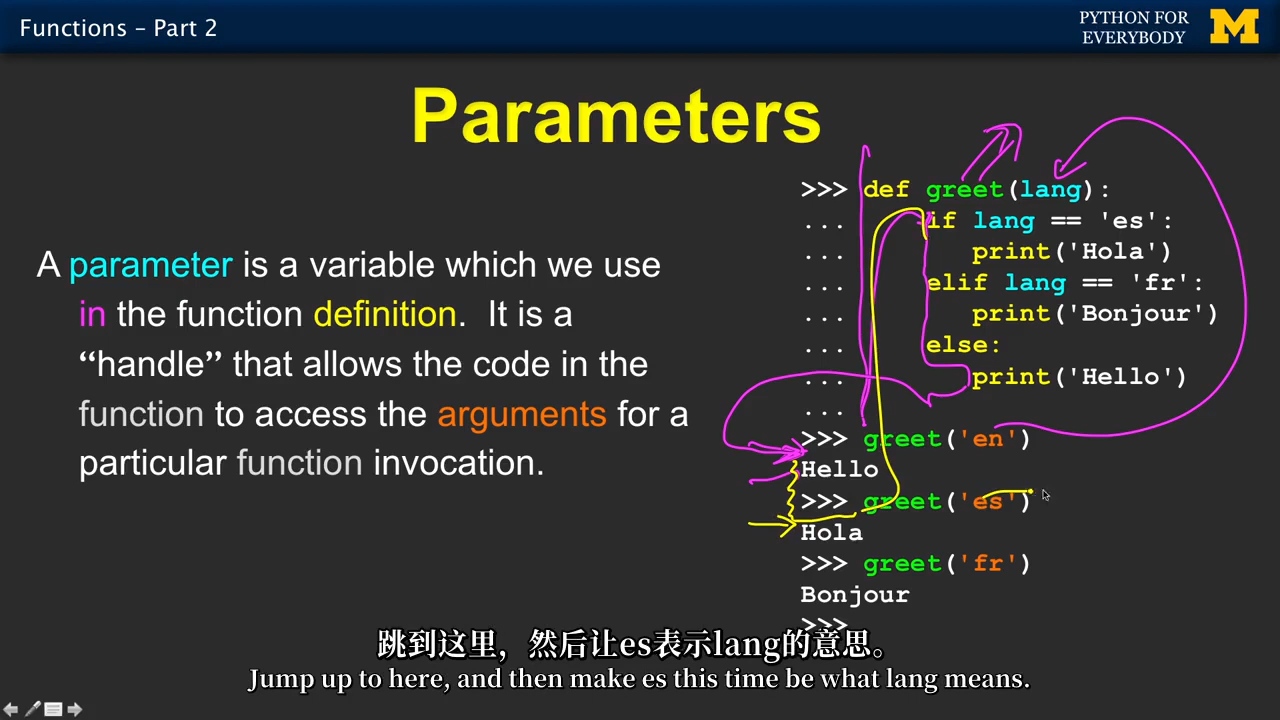 Functions – Part 2
PYTHON FOR
EVERYBODY
M
Parameters
A parameter is a variable which we use
in the function definition. It is a
“handle” that allows the code in the
function to access the arguments for a
particular function invocation.
>>> def greet(lang):
... if lang == 'es':
... print('Hola')
... elif lang == 'fr':
... print('Bonjour')
... else:
... print('Hello')
...
>>> greet('en')
Hello
>>> greet('es')
Hola
>>> greet('fr')
Bonjour
>>>
跳到这里，然后让es表示lang的意思。
Jump up to here, and then make es this time be what lang means.